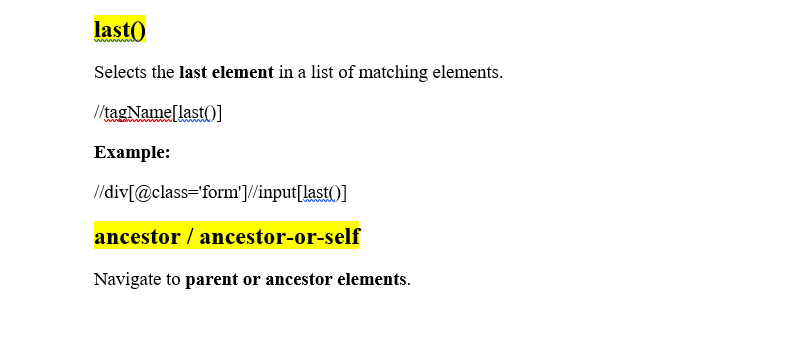 last()
Selects the last element in a list of matching elements.
//tagName[last()]
Example:
//div[@class='form']//input[last()]
ancestor / ancestor-or-self
Navigate to parent or ancestor elements.